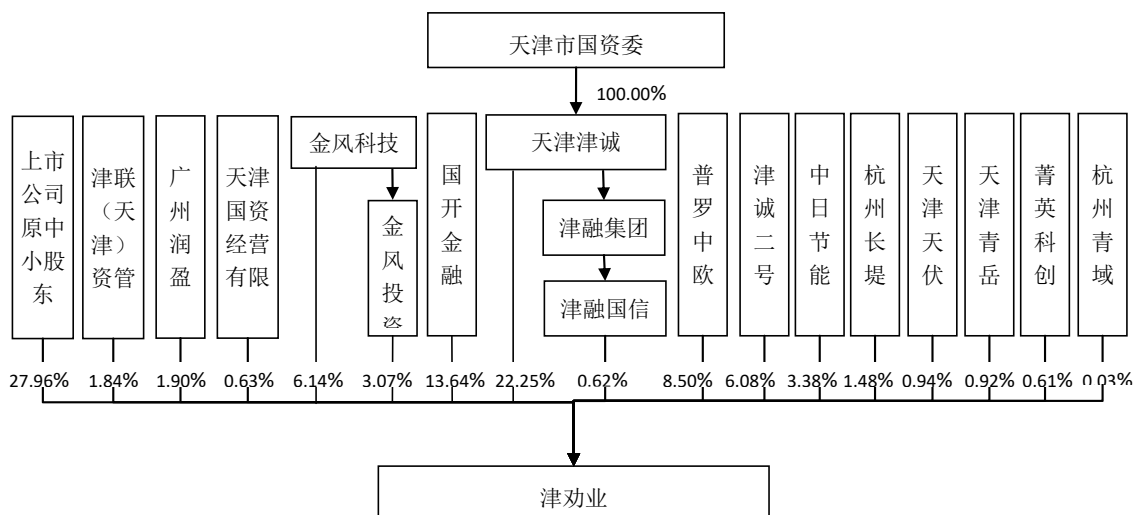 天津市国资委
100.00%
上市
公司
原中
小股
东
津联
（天
津）
资管
广
州
润
盈
天津
国资
经营
有限
金风科技
金
风
投
资
国
开
金
融
天津津诚
津融集团
津融国信
普
罗
中
欧
津
诚
二
号
中
日
节
能
杭
州
长
堤
天
津
天
伏
天
津
青
岳
菁
英
科
创
杭
州
青
域
27.96% 1.84% 1.90% 0.63% 6.14% 3.07% 13.64% 22.25% 0.62% 8.50% 6.08% 3.38% 1.48% 0.94% 0.92% 0.61% 0.03%
津劝业